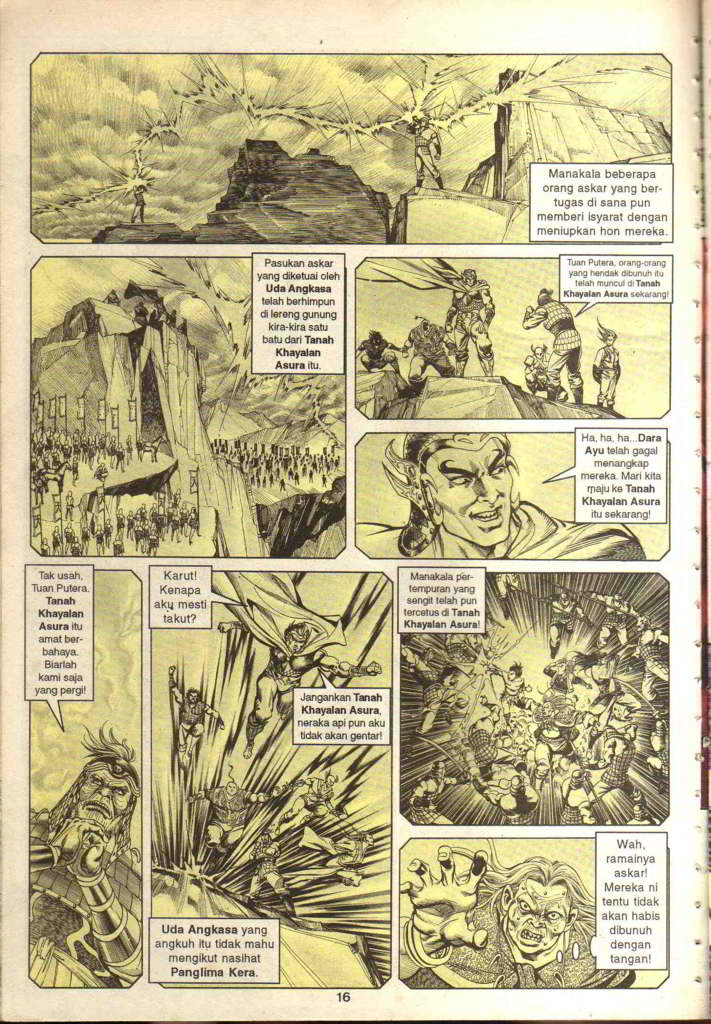 Manakala beberapa
orang askar yang ber-
tugas di sana pun
memberi isyarat dengan
meniupkan hon mereka.
Pasukan askar
yang diketuai oleh
Uda Angkasa
telah berhimpun
di lereng gunung
kira-kira satu
batu dari Tanah
Khayalan
Asura itu.
Tuan Putera, orang-orang
yang hendak dibunuh itu
telah muncul di Tanah
Khayalan Asura sekarang!
Ha, ha, ha...Dara
Ayu telah gagal
menangkap
mereka. Mari kita
maju ke Tanah
Khayalan Asura
itu sekarang!
Tak usah,
Tuan Putera.
Tanah
Khayalan
Asura itu
amat ber-
bahaya.
Biarlah
kami saja
yang pergi!
Karut!
Kenapa
aku mesti
takut?
Jangankan Tanah
Khayalan Asura,
neraka api pun aku
tidak akan gentar!
Uda Angkasa yang
angkuh itu tidak mahu
mengikut nasihat
Panglima Kera.
Manakala per-
tempuran yang
sengit telah pun
tercetus di Tanah
Khayalan Asura!
Wah,
ramainya
askar!
Mereka ni
tentu tidak
akan habis
dibunuh
dengan
tangan!
16